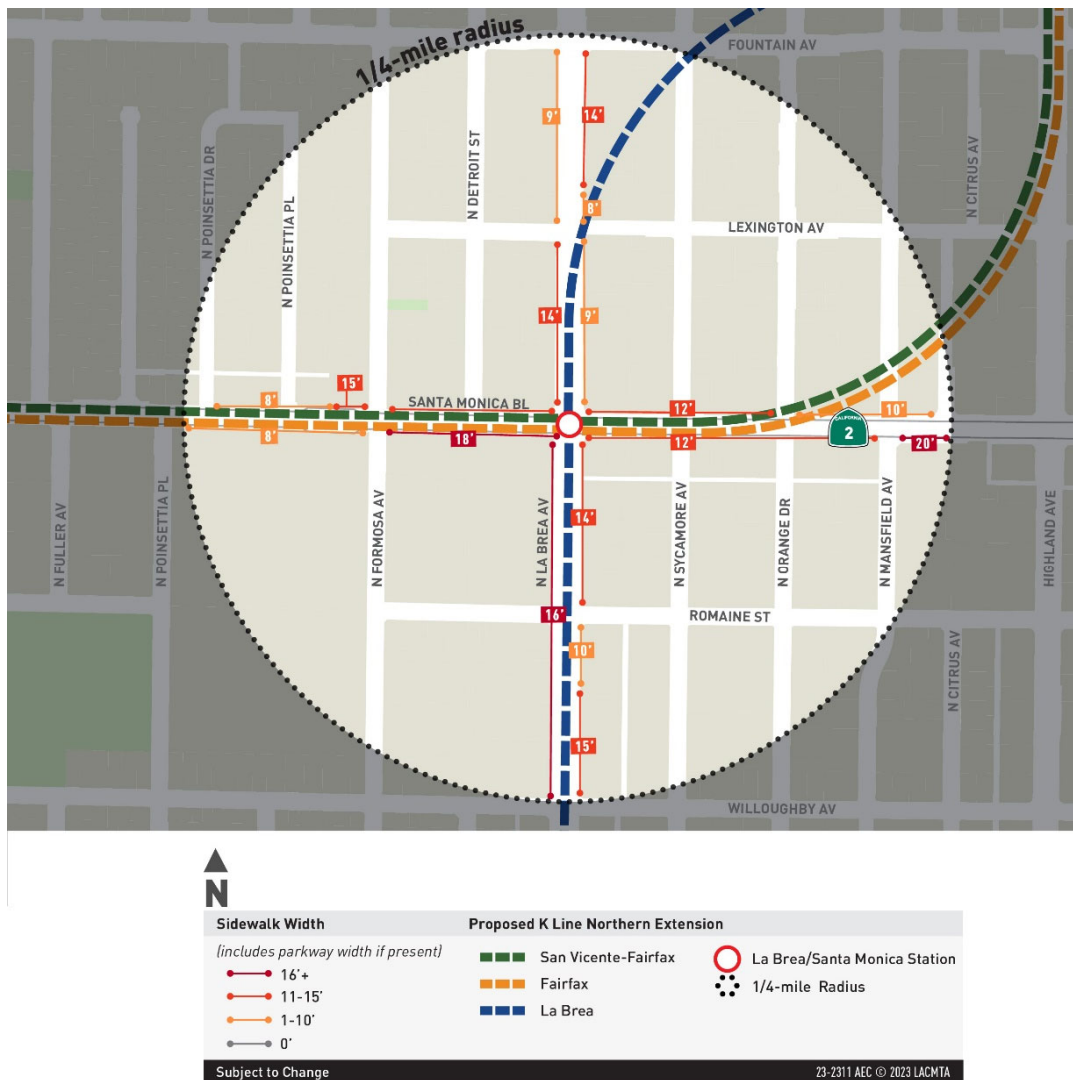 1/4-mile radius
FOUNTAIN AV
9'
14'
N POINSETTIA DR
N DETROIT ST
N CITRUS AV
8'
N POINSETTIA PL
LEXINGTON AV
14'
9'
15'
8'
SANTA MONICA BL
12'
10'
8'
18'
12'
CALIFORNIA
2
20'
N FULLER AV
N POINSETTIA PL
N FORMOSA AV
N LA BREA AV
14'
N SYCAMORE AV
N ORANGE DR
N MANSFIELD AV
HIGHLAND AVE
16'
ROMAINE ST
10'
N CITRUS AV
15'
WILLOUGHBY AV
N
Sidewalk Width
(includes parkway width if present)
16'+
11-15'
1-10'
0'
Proposed K Line Northern Extension
San Vicente-Fairfax
Fairfax
La Brea
La Brea/Santa Monica Station
1/4-mile Radius
Subject to Change
23-2311 AEC © 2023 LACMTA